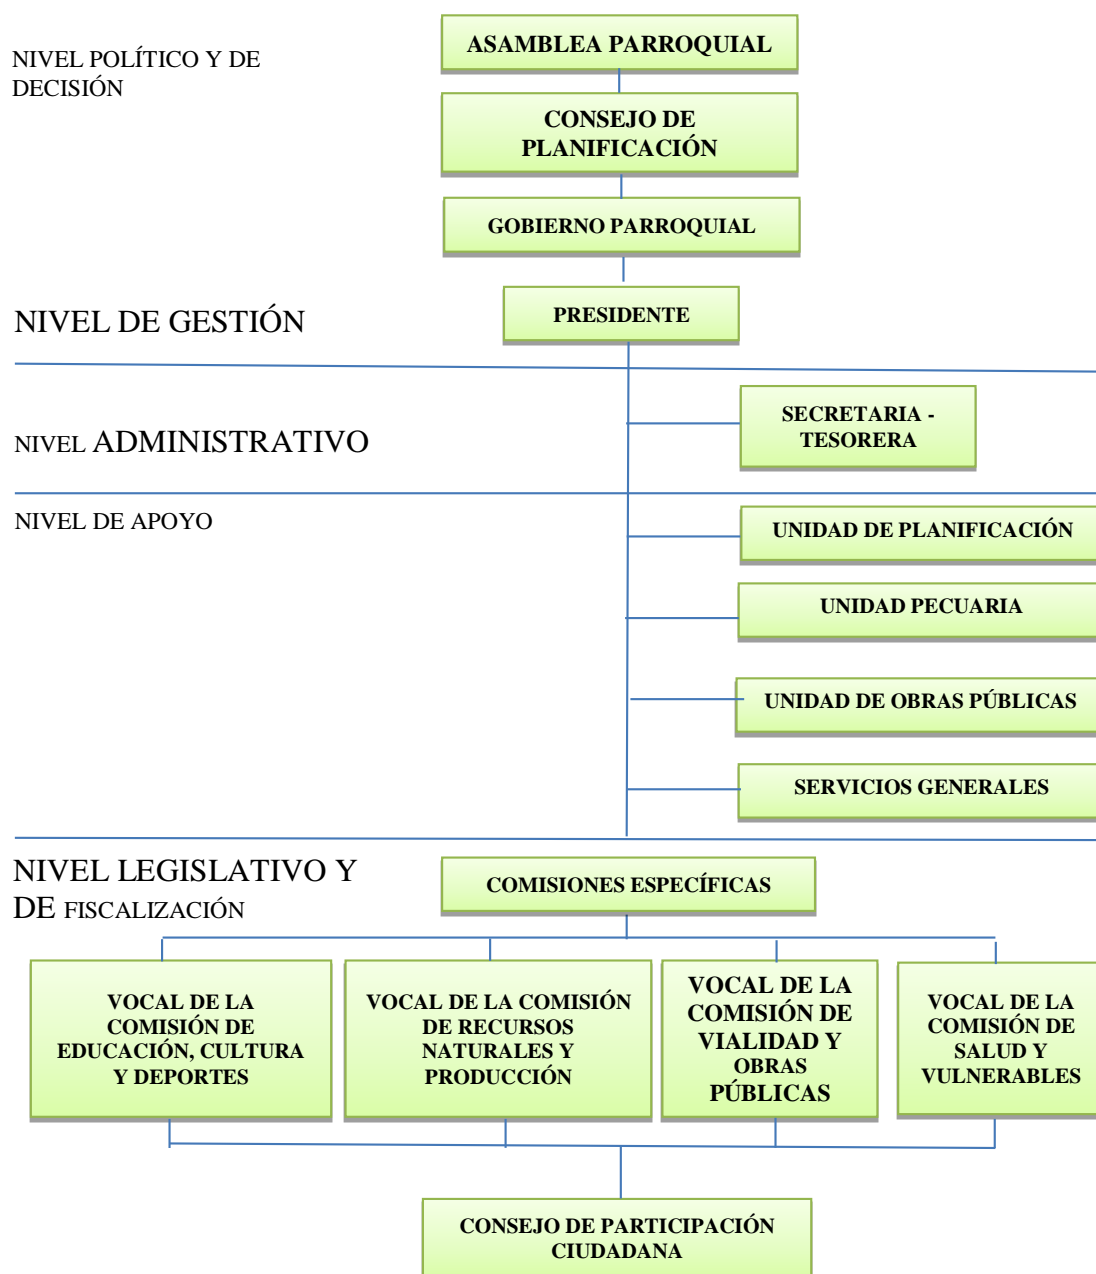 NIVEL POLÍTICO Y DE
DECISIÓN
ASAMBLEA PARROQUIAL
CONSEJO DE
PLANIFICACIÓN
GOBIERNO PARROQUIAL
NIVEL DE GESTIÓN
PRESIDENTE
NIVEL ADMINISTRATIVO
SECRETARIA -
TESORERA
NIVEL DE APOYO
UNIDAD DE PLANIFICACIÓN
UNIDAD PECUARIA
UNIDAD DE OBRAS PÚBLICAS
SERVICIOS GENERALES
NIVEL LEGISLATIVO Y
DE FISCALIZACIÓN
COMISIONES ESPECÍFICAS
VOCAL DE LA
COMISIÓN DE
EDUCACIÓN, CULTURA
Y DEPORTES
VOCAL DE LA COMISIÓN
DE RECURSOS
NATURALES Y
PRODUCCIÓN
VOCAL DE LA
COMISIÓN DE
VIALIDAD Y
OBRAS
PÚBLICAS
VOCAL DE LA
COMISIÓN DE
SALUD Y
VULNERABLES
CONSEJO DE PARTICIPACIÓN
CIUDADANA